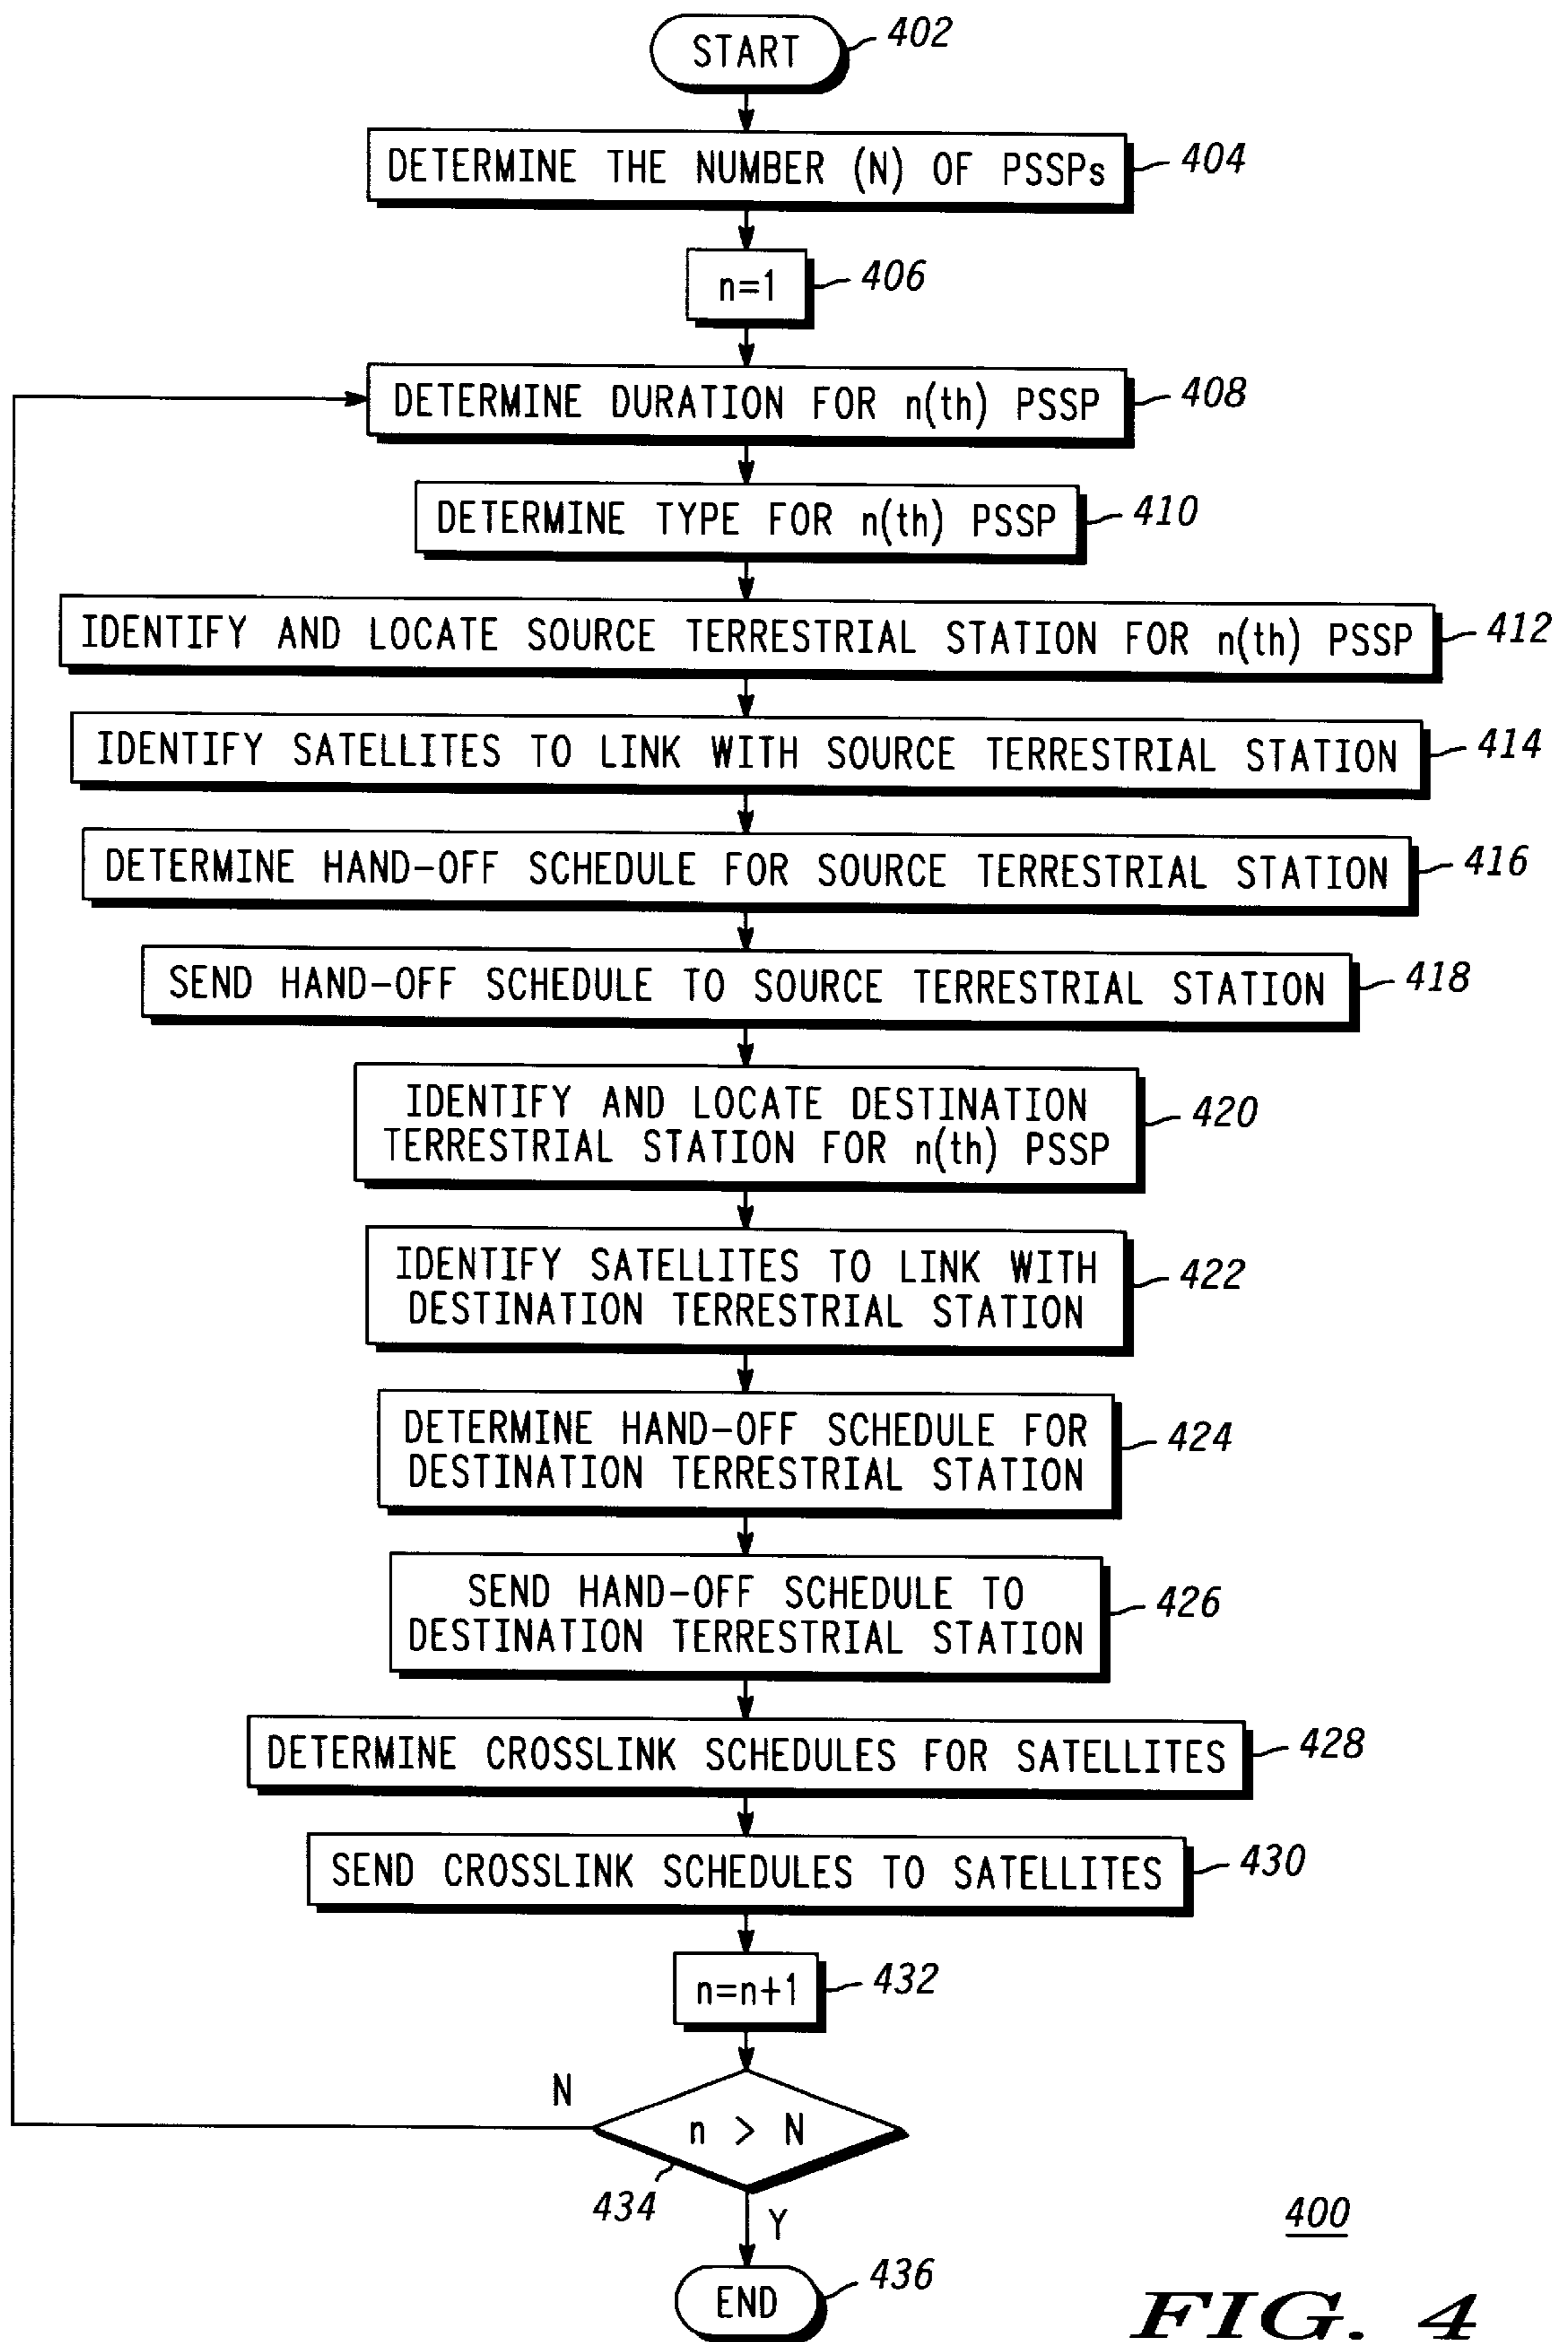 START
402
DETERMINE THE NUMBER (N) OF PSSPs
404
n=1
406
DETERMINE DURATION FOR n(th) PSSP
408
DETERMINE TYPE FOR n(th) PSSP
410
IDENTIFY AND LOCATE SOURCE TERRESTRIAL STATION FOR n(th) PSSP
412
IDENTIFY SATELLITES TO LINK WITH SOURCE TERRESTRIAL STATION
414
DETERMINE HAND-OFF SCHEDULE FOR SOURCE TERRESTRIAL STATION
416
SEND HAND-OFF SCHEDULE TO SOURCE TERRESTRIAL STATION
418
IDENTIFY AND LOCATE DESTINATION
TERRESTRIAL STATION FOR n(th) PSSP
420
IDENTIFY SATELLITES TO LINK WITH
DESTINATION TERRESTRIAL STATION
422
DETERMINE HAND-OFF SCHEDULE FOR
DESTINATION TERRESTRIAL STATION
424
SEND HAND-OFF SCHEDULE TO
DESTINATION TERRESTRIAL STATION
426
DETERMINE CROSSLINK SCHEDULES FOR SATELLITES
428
SEND CROSSLINK SCHEDULES TO SATELLITES
430
n=n+1
432
N
n > N
434
Y
END
436
400
FIG. 4